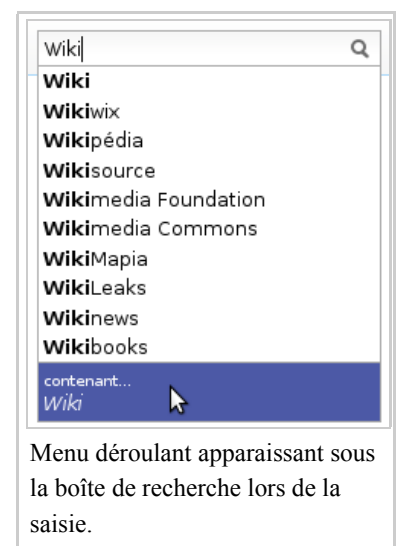 Wiki
Wiki
Wikiwix
Wikipédia
Wikisource
Wikimedia Foundation
Wikimedia Commons
WikiMapia
WikiLeaks
Wikinews
Wikibooks
contenant...
Wiki
Menu déroulant apparaissant sous
la boîte de recherche lors de la
saisie.